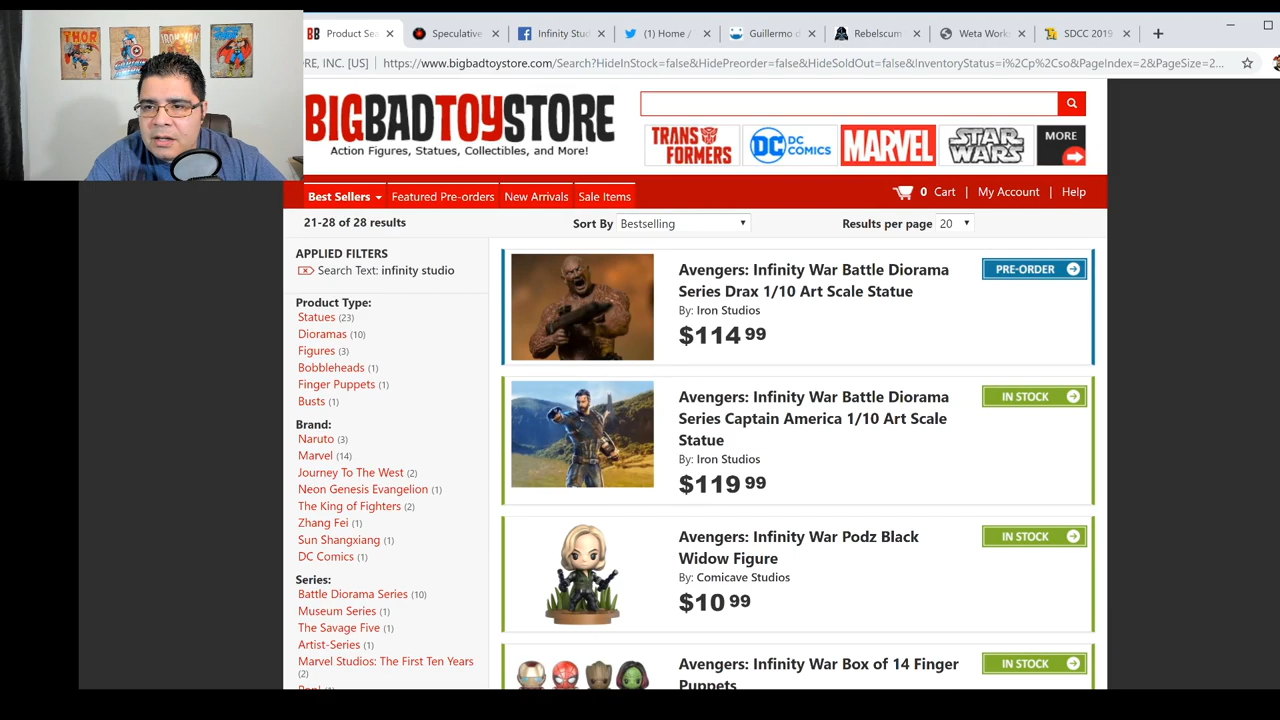 THOR
IRON MAN
THOR
BB Product Sea
Speculative
Infinity Stud
(1) Home /
Guillermo d
Rebelscum
Weta Work
SDCC 2019
RE, INC. [US] https://www.bigbadtoystore.com/Search?HideInStock=false&HidePreorder=false&HideSoldOut=false&InventoryStatus=i%2Cp%2Cso&PageIndex=2&PageSize=2...
BIGBADTOYSTORE
Action Figures, Statues, Collectibles, and More!
TRANSFORMERS
DC DC COMICS
MARVEL
STAR WARS
MORE
Best Sellers Featured Pre-orders New Arrivals Sale Items
0 Cart | My Account | Help
21-28 of 28 results
Sort By Bestselling
Results per page 20
APPLIED FILTERS
Search Text: infinity studio
Product Type:
Statues (23)
Dioramas (10)
Figures (3)
Bobbleheads (1)
Finger Puppets (1)
Busts (1)
Brand:
Naruto (3)
Marvel (14)
Journey To The West (2)
Neon Genesis Evangelion (1)
The King of Fighters (2)
Zhang Fei (1)
Sun Shangxiang (1)
DC Comics (1)
Series:
Battle Diorama Series (10)
Museum Series (1)
The Savage Five (1)
Artist-Series (1)
Marvel Studios: The First Ten Years
(2)
Avengers: Infinity War Battle Diorama
Series Drax 1/10 Art Scale Statue
By: Iron Studios
$114 99
PRE-ORDER
Avengers: Infinity War Battle Diorama
Series Captain America 1/10 Art Scale
Statue
By: Iron Studios
$119 99
IN STOCK
Avengers: Infinity War Podz Black
Widow Figure
By: Comicave Studios
$10 99
IN STOCK
Avengers: Infinity War Box of 14 Finger
Puppets
IN STOCK